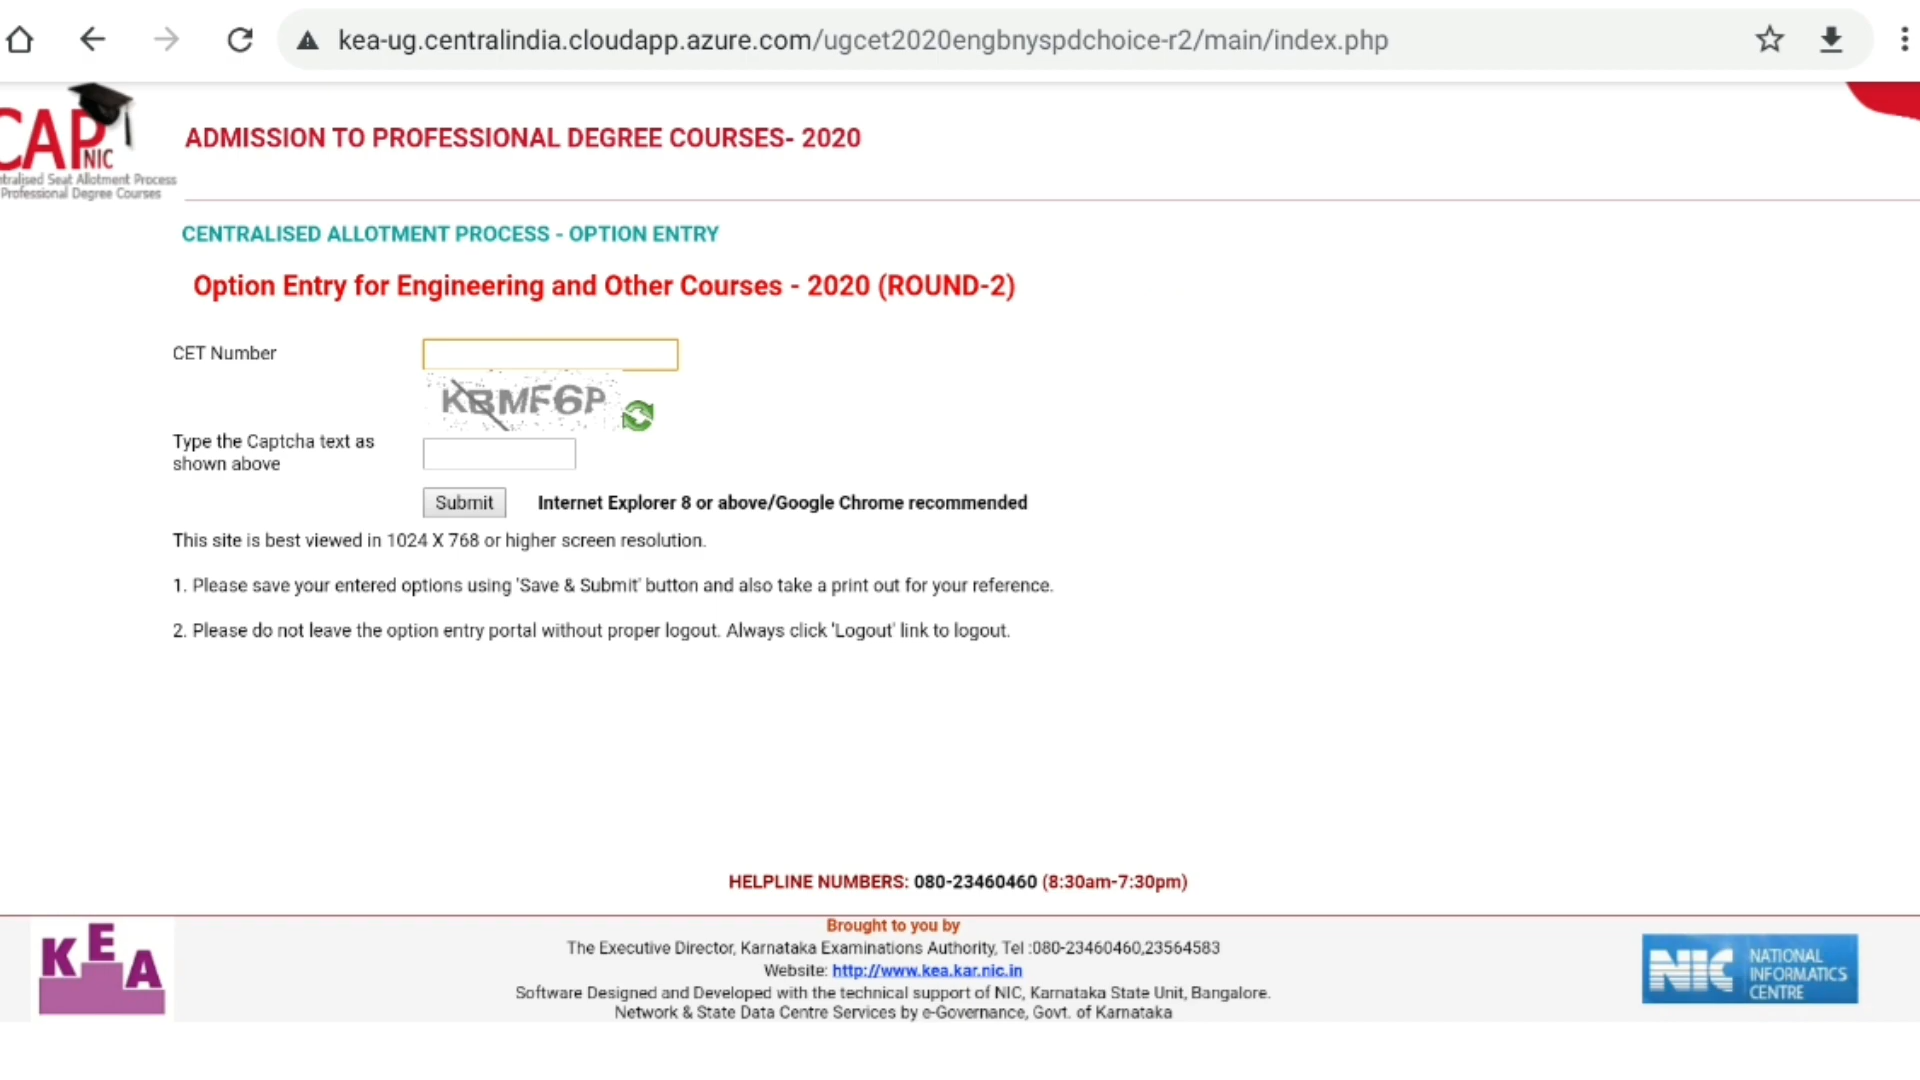 kea-ug.centralindia.cloudapp.azure.com/ugcet2020engbnyspdchoice-r2/main/index.php
CAP
NIC
ntralised Seat Allotment Process
Professional Degree Courses
ADMISSION TO PROFESSIONAL DEGREE COURSES- 2020
CENTRALISED ALLOTMENT PROCESS - OPTION ENTRY
Option Entry for Engineering and Other Courses - 2020 (ROUND-2)
CET Number
KBMF6P
Type the Captcha text as
shown above
Submit Internet Explorer 8 or above/Google Chrome recommended
This site is best viewed in 1024 X 768 or higher screen resolution.
1. Please save your entered options using 'Save & Submit' button and also take a print out for your reference.
2. Please do not leave the option entry portal without proper logout. Always click 'Logout' link to logout.
HELPLINE NUMBERS: 080-23460460 (8:30am-7:30pm)
KEA
Brought to you by
The Executive Director, Karnataka Examinations Authority, Tel :080-23460460,23564583
Website: http://www.kea.kar.nic.in
Software Designed and Developed with the technical support of NIC, Karnataka State Unit, Bangalore.
Network & State Data Centre Services by e-Governance, Govt. of Karnataka
NIC NATIONAL
INFORMATICS
CENTRE